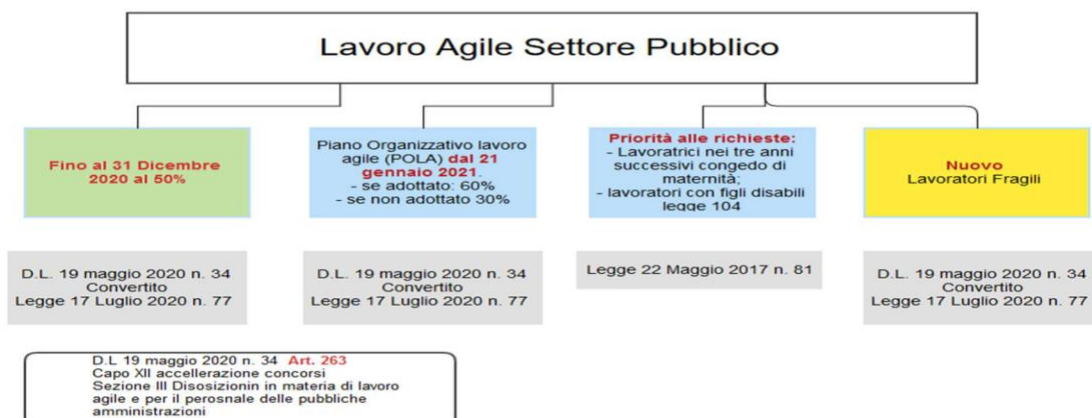 Lavoro Agile Settore Pubblico
Fino al 31 Dicembre
2020 al 50%
Piano Organizzativo lavoro
agile (POLA) dal 21
gennaio 2021.
- se adottato: 60%
- se non adottato 30%
Priorità alle richieste:
- Lavoratrici nei tre anni
successivi congedo di
maternità;
- lavoratori con figli disabili
legge 104
Nuovo
Lavoratori Fragili
D.L. 19 maggio 2020 n. 34
Convertito
Legge 17 Luglio 2020 n. 77
D.L. 19 maggio 2020 n. 34
Convertito
Legge 17 Luglio 2020 n. 77
Legge 22 Maggio 2017 n. 81
D.L. 19 maggio 2020 n. 34
Convertito
Legge 17 Luglio 2020 n. 77
D.L 19 maggio 2020 n. 34 Art. 263
Capo XII accellerazione concorsi
Sezione III Disosizionin in materia di lavoro
agile e per il perosnale delle pubbliche
amministrazioni